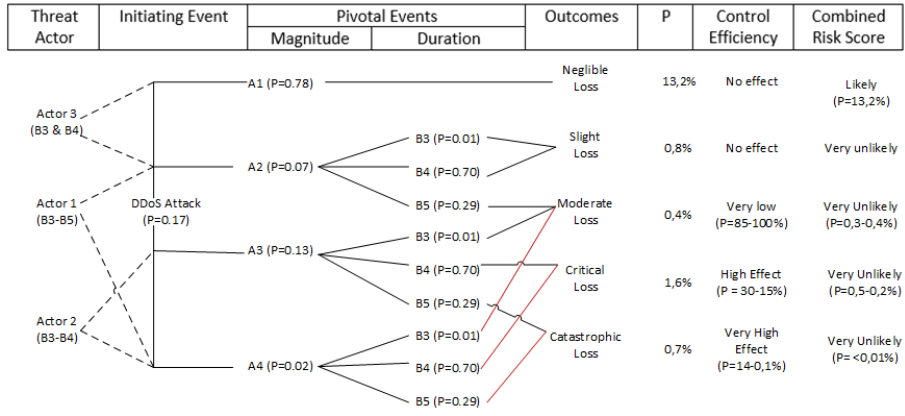 Threat Actor
Initiating Event
Pivotal Events
Magnitude
Duration
Outcomes
P
Control Efficiency
Combined Risk Score
A1 (P=0.78)
Neglible
Loss
13,2%
No effect
Likely
(P=13,2%)
Actor 3
(B3 & B4)
A2 (P=0.07)
B3 (P=0.01)
B4 (P=0.70)
B5 (P=0.29)
Slight
Loss
0,8%
No effect
Very unlikely
Actor 1
(B3-B5)
DDoS Attack
(P=0.17)
Moderate
Loss
0,4%
Very low
(P=85-100%)
Very Unlikely
(P=0,3-0,4%)
A3 (P=0.13)
B3 (P=0.01)
B4 (P=0.70)
B5 (P=0.29)
Critical
Loss
1,6%
High Effect
(P = 30-15%)
Very Unlikely
(P=0,5-0,2%)
Actor 2
(B3-B4)
A4 (P=0.02)
B3 (P=0.01)
B4 (P=0.70)
B5 (P=0.29)
Catastrophic
Loss
0,7%
Very High
Effect
(P=14-0,1%)
Very Unlikely
(P= <0,01%)